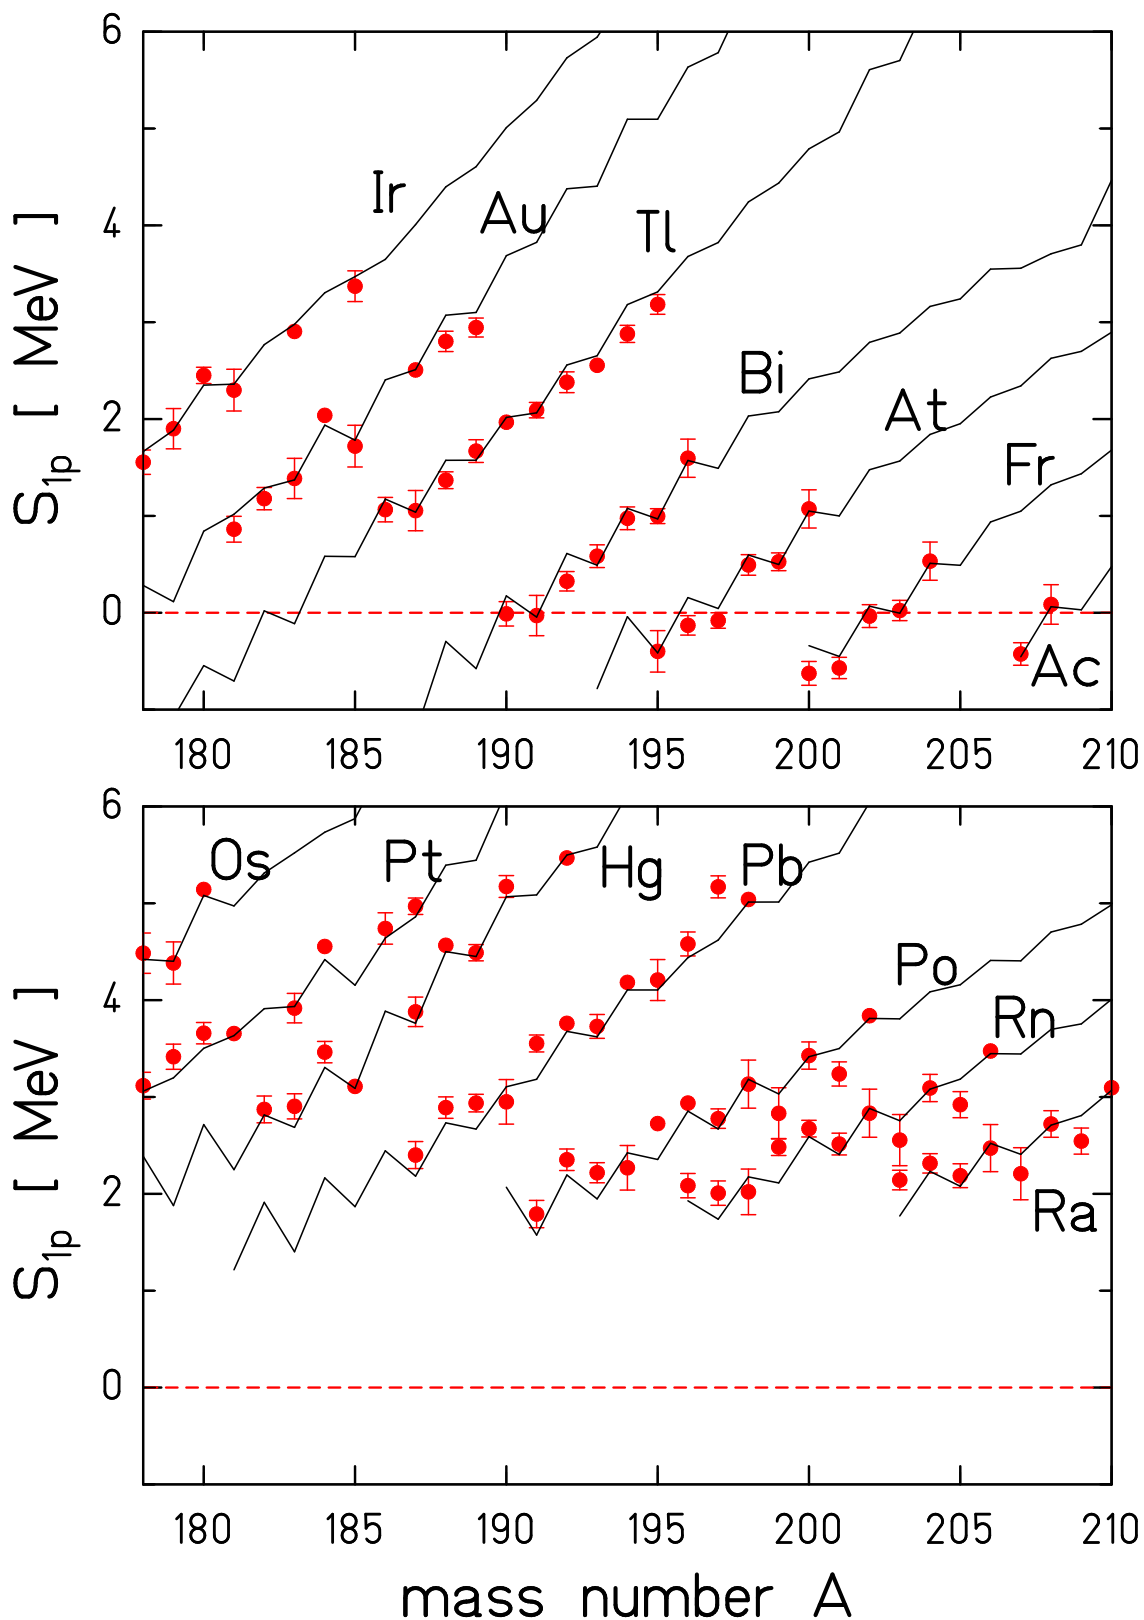 6
4
2
0
S1p [ MeV ]
Ir
Au
Tl
Bi
At
Fr
Ac
180 185 190 195 200 205 210
6
4
2
0
S1p [ MeV ]
Os
Pt
Hg
Pb
Po
Rn
Ra
180 185 190 195 200 205 210
mass number A